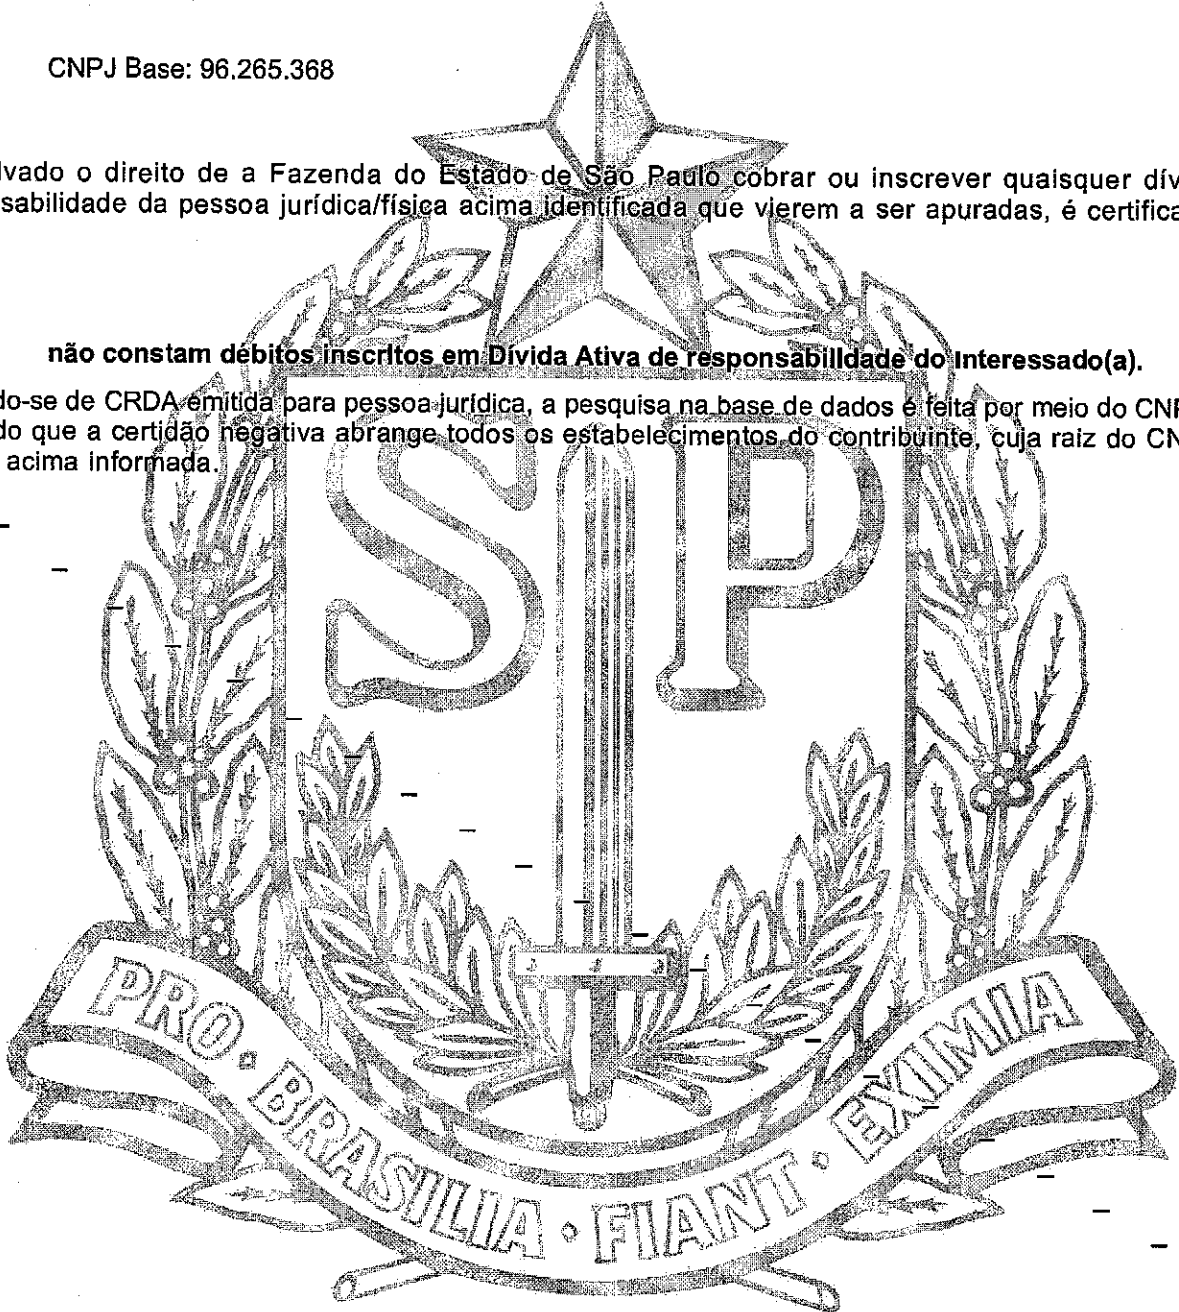 CNPJ Base: 96.265.368
lvado o direito de a Fazenda do Estado de São Paulo cobrar ou inscrever quaisquer dív
sabilidade da pessoa jurídica/física acima identificada que vierem a ser apuradas, é certifica
não constam débitos inscritos em Dívida Ativa de responsabilidade do Interessado(a).
do-se de CRDA emitida para pessoa jurídica, a pesquisa na base de dados é feita por meio do CNP
do que a certidão negativa abrange todos os estabelecimentos do contribuinte, cuja raiz do CN
acima informada.
SP
PRO · BRASILIA · FIANT · EXIMIA